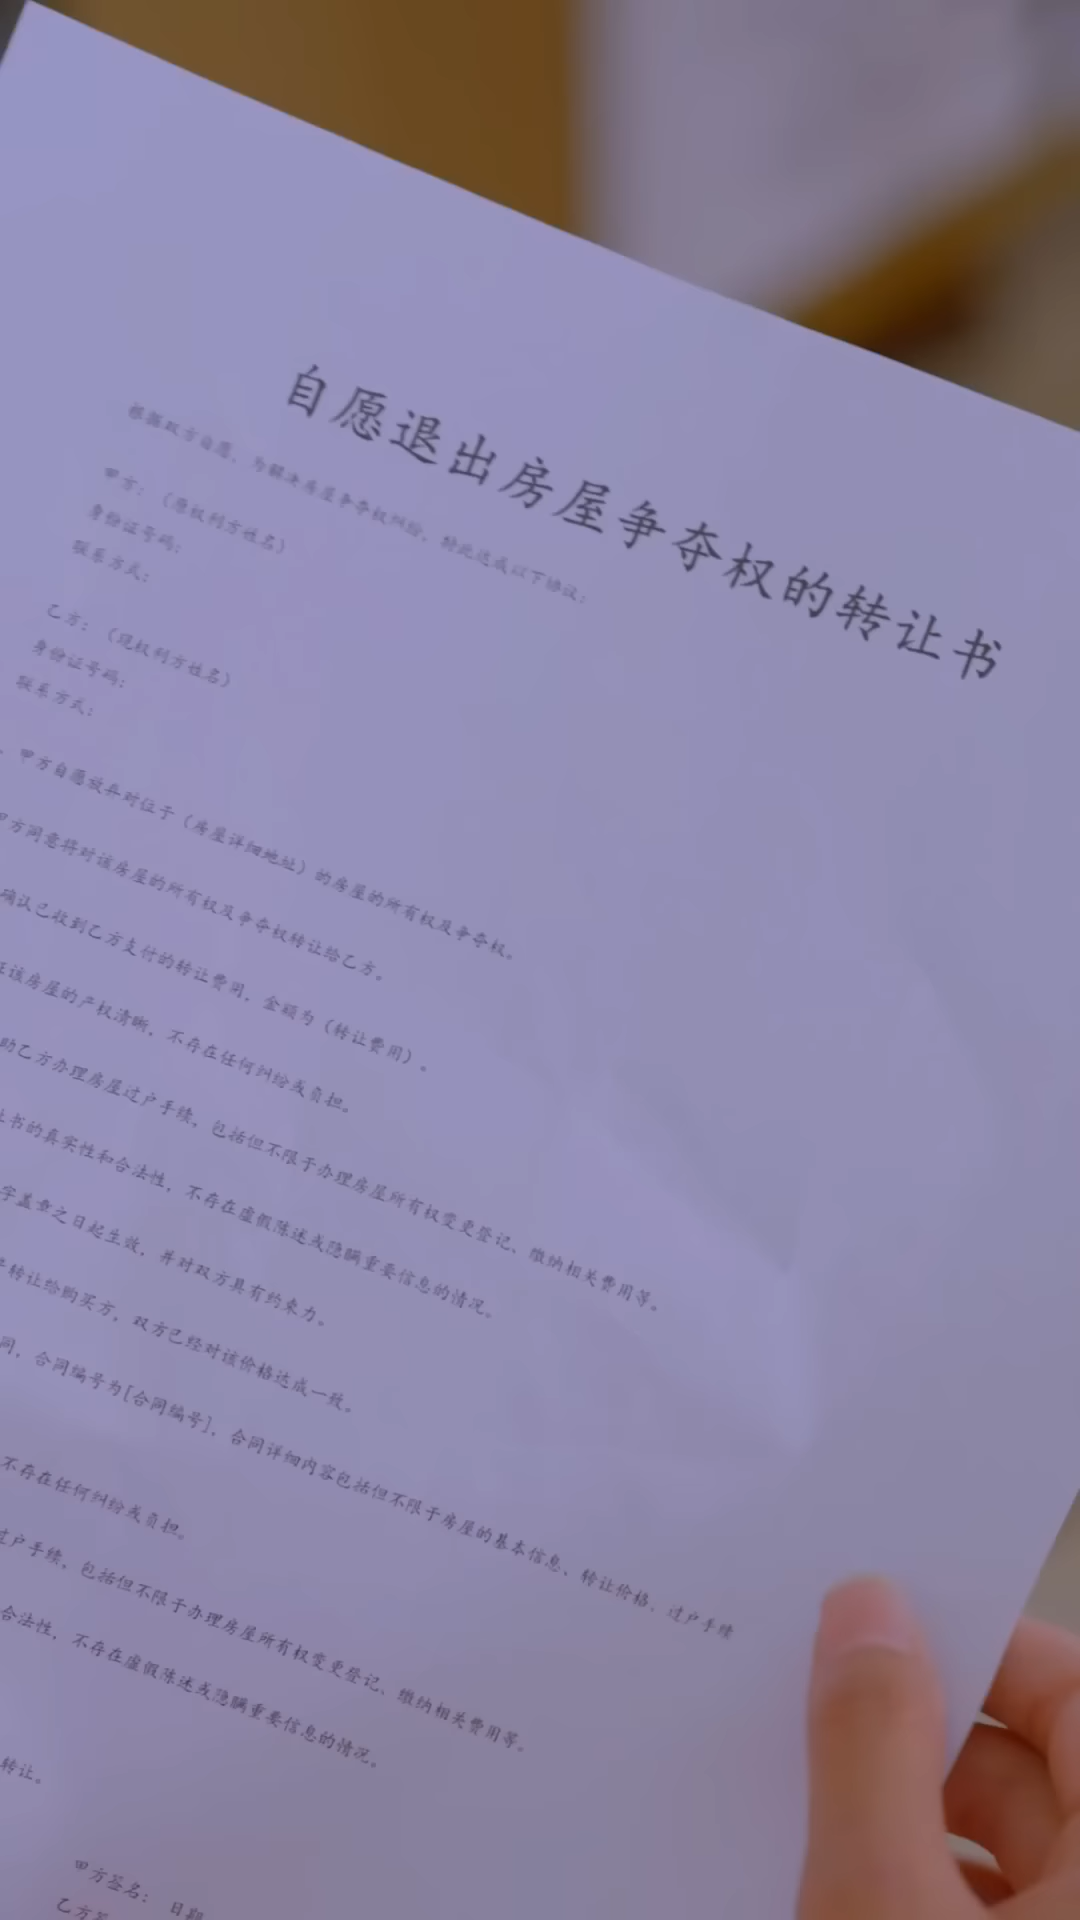 自愿退出房屋争夺权的转让书
根据双方自愿，为解决房屋争夺权纠纷，特此达成以下协议：
甲方：（原权利方姓名）
身份证号码：
联系方式：
乙方：（现权利方姓名）
身份证号码：
联系方式：
甲方自愿放弃对位于（房屋详细地址）的房屋的所有权及争夺权。
甲方同意将对该房屋的所有权及争夺权转让给乙方。
确认已收到乙方支付的转让费用，金额为（转让费用）。
该房屋的产权清晰，不存在任何纠纷或负担。
助乙方办理房屋过户手续，包括但不限于办理房屋所有权变更登记、缴纳相关费用等。
书的真实性和合法性，不存在虚假陈述或隐瞒重要信息的情况。
字盖章之日起生效，并对双方具有约束力。
转让给购买方，双方已经对该价格达成一致。
同，合同编号为[合同编号]，合同详细内容包括但不限于房屋的基本信息、转让价格、过户手续
不存在任何纠纷或负担。
过户手续，包括但不限于办理房屋所有权变更登记、缴纳相关费用等。
合法性，不存在虚假陈述或隐瞒重要信息的情况。
转让。
甲方签名： 日期
乙方签